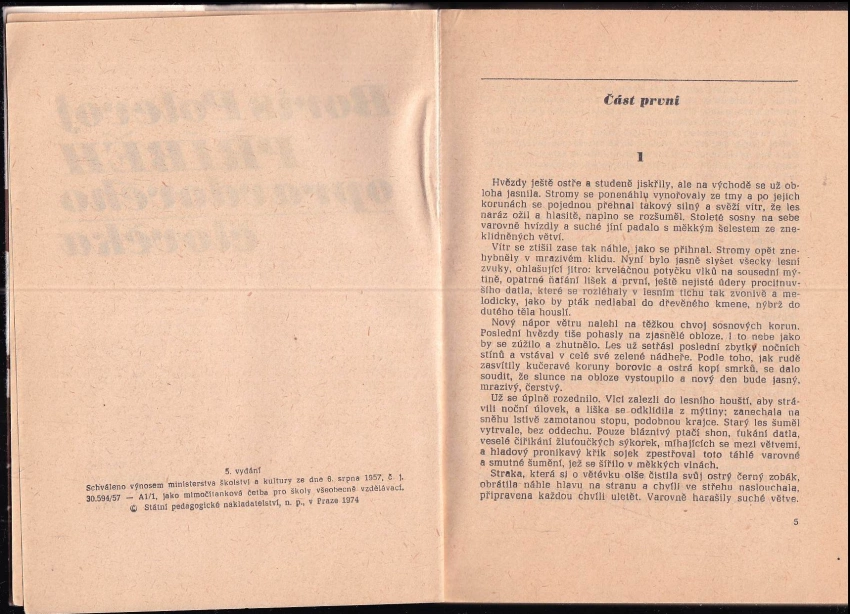 5. vydání
Schváleno výnosem ministerstva školství a kultury ze dne 6. srpna 1957, č. j.
30.594/57 — A1/1, jako mimočítanková četba pro školy všeobecně vzdělávací.
© Státní pedagogické nakladatelství, n. p., v Praze 1974
Část první
1
Hvězdy ještě ostře a studeně jiskřily, ale na východě se už ob-
loha jasnila. Stromy se ponenáhlu vynořovaly ze tmy a po jejich
korunách se pojednou přehnal takový silný a svěží vítr, že les
naráz ožil a hlasitě, naplno se rozšuměl. Stoleté sosny na sebe
varovně hvízdly a suché jíní padalo s měkkým šelestem ze zne-
klidněných větví.
Vítr se ztišil zase tak náhle, jako se přihnal. Stromy opět zne-
hybněly v mrazivém klidu. Nyní bylo jasně slyšet všecky lesní
zvuky, ohlašující jitro: krvelačnou potyčku vlků na sousední mý-
tině, opatrné ňafání lišek a první, ještě nejisté údery procitnuv-
šího datla, které se rozléhaly v lesním tichu tak zvonivě a me-
lodicky, jako by pták nedlabal do dřevěného kmene, nýbrž do
dutého těla houslí.
Nový nápor větru nalehl na těžkou chvoj sosnových korun.
Poslední hvězdy tiše pohasly na zjasnělé obloze, i to nebe jako
by se zúžilo a zhutnělo. Les už setřásl poslední zbytky nočních
stínů a vstával v celé své zelené nádheře. Podle toho, jak rudě
zasvítily kučeravé koruny borovic a ostrá kopí smrků, se dalo
soudit, že slunce na obloze vystoupilo a nový den bude jasný,
mrazivý, čerstvý.
Už se úplně rozednilo. Vlci zalezli do lesního houští, aby strá-
vili noční úlovek, a liška se odklidila z mýtiny; zanechala na
sněhu lstivě zamotanou stopu, podobnou krajce. Starý les šuměl
vytrvale, bez oddechu. Pouze bláznivý ptačí shon, ťukání datla,
veselé čiřikání žluťoučkých sýkorek, míhajících se mezi větvemi,
a hladový pronikavý křik sojek zpestřoval toto táhlé varovné
a smutné šumění, jež se šířilo v měkkých vlnách.
Straka, která si o větévku olše čistila svůj ostrý černý zobák,
obrátila náhle hlavu na stranu a chvíli ve střehu naslouchala,
připravena každou chvíli uletět. Varovně harašily suché větve.
5